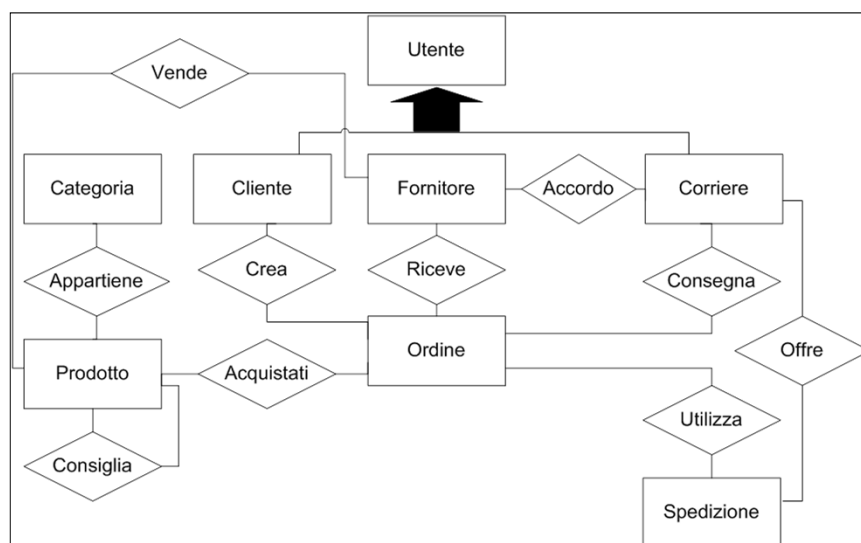 Utente
Vende
Categoria
Cliente
Fornitore
Accordo
Corriere
Appartiene
Crea
Riceve
Consegna
Prodotto
Acquistati
Ordine
Offre
Utilizza
Consiglia
Spedizione